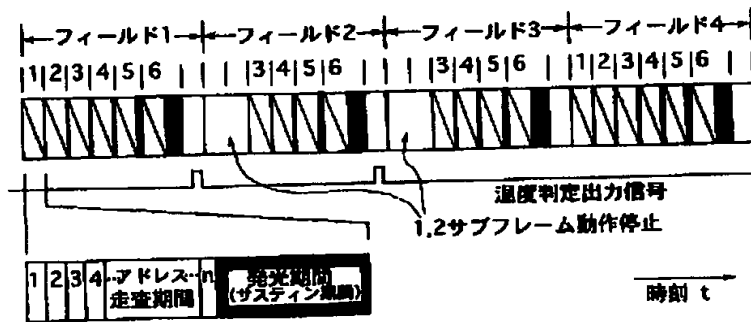 フィールド1 フィールド2 フィールド3 フィールド4
1 2 3 4 5 6 3 4 5 6 3 4 5 6 1 2 3 4 5 6
温度判定出力信号
1,2サブフレーム動作停止
1 2 3 4 ‥アドレス‥ n 発光期間
走査期間 (サスティン期間)
時刻 t